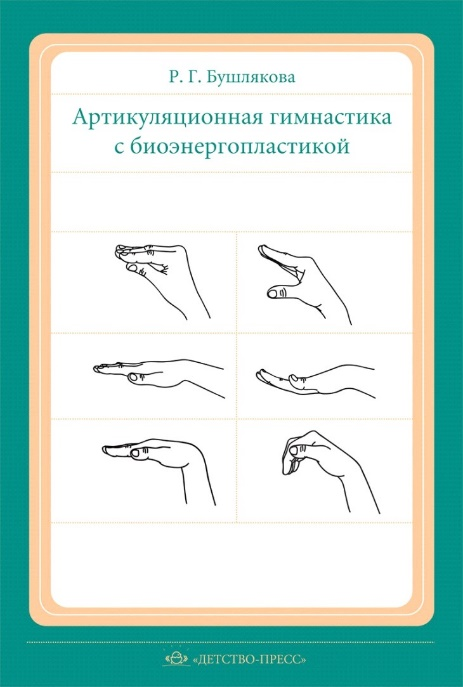 Р. Г. Бушлякова
Артикуляционная гимнастика
с биоэнергопластикой
«ДЕТСТВО-ПРЕСС»